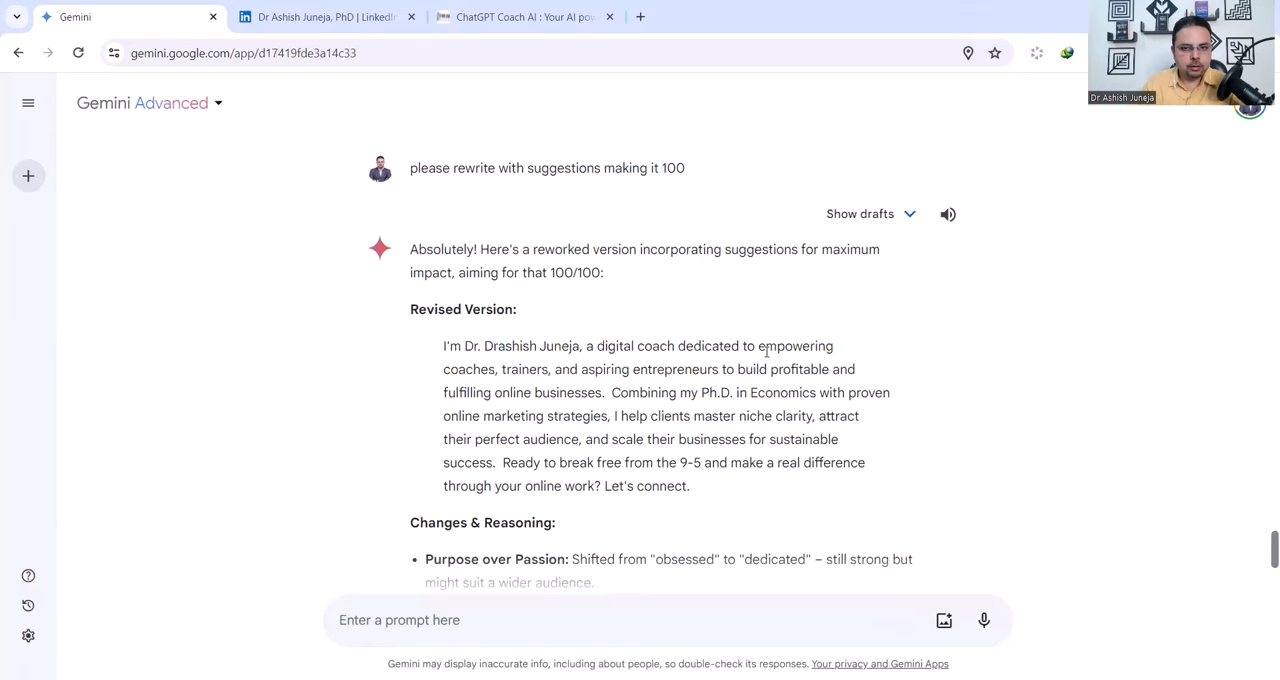 Gemini
Dr Ashish Juneja, PhD | LinkedIn
ChatGPT Coach AI : Your AI pow
gemini.google.com/app/d17419fde3a14c33
Dr Ashish Juneja
Gemini Advanced
please rewrite with suggestions making it 100
Show drafts
Absolutely! Here's a reworked version incorporating suggestions for maximum
impact, aiming for that 100/100:
Revised Version:
I'm Dr. Drashish Juneja, a digital coach dedicated to empowering
coaches, trainers, and aspiring entrepreneurs to build profitable and
fulfilling online businesses. Combining my Ph.D. in Economics with proven
online marketing strategies, I help clients master niche clarity, attract
their perfect audience, and scale their businesses for sustainable
success. Ready to break free from the 9-5 and make a real difference
through your online work? Let's connect.
Changes & Reasoning:
• Purpose over Passion: Shifted from "obsessed" to "dedicated" – still strong but
might suit a wider audience.
Enter a prompt here
Gemini may display inaccurate info, including about people, so double-check its responses. Your privacy and Gemini Apps